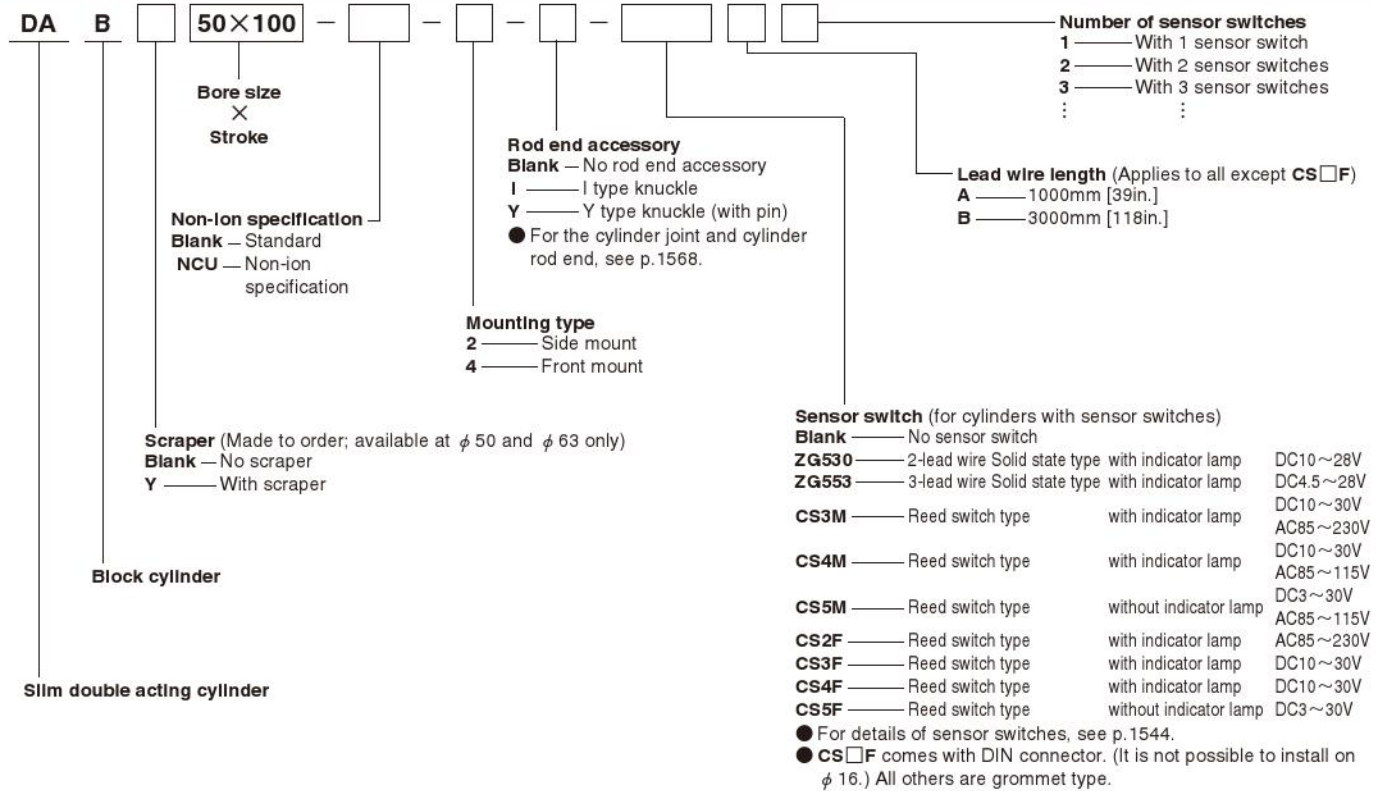 DA B □ 50×100 － □ － □ － □ － □ □ □
Number of sensor switches
1 With 1 sensor switch
2 With 2 sensor switches
3 With 3 sensor switches
⋮ ⋮
Bore size
×
Stroke
Rod end accessory
Blank No rod end accessory
I I type knuckle
Y Y type knuckle (with pin)
● For the cylinder joint and cylinder
rod end, see p.1568.
Lead wire length (Applies to all except CS□F)
A 1000mm [39in.]
B 3000mm [118in.]
Non-ion specification
Blank Standard
NCU Non-ion
specification
Mounting type
2 Side mount
4 Front mount
Scraper (Made to order; available at φ 50 and φ 63 only)
Blank No scraper
Y With scraper
Block cylinder
Slim double acting cylinder
Sensor switch (for cylinders with sensor switches)
Blank No sensor switch
ZG530 2-lead wire Solid state type with indicator lamp DC10～28V
ZG553 3-lead wire Solid state type with indicator lamp DC4.5～28V
CS3M Reed switch type with indicator lamp DC10～30V
AC85～230V
CS4M Reed switch type with indicator lamp DC10～30V
AC85～115V
CS5M Reed switch type without indicator lamp DC3～30V
AC85～115V
CS2F Reed switch type with indicator lamp AC85～230V
CS3F Reed switch type with indicator lamp DC10～30V
CS4F Reed switch type with indicator lamp DC10～30V
CS5F Reed switch type without indicator lamp DC3～30V
● For details of sensor switches, see p.1544.
● CS□F comes with DIN connector. (It is not possible to install on
φ 16.) All others are grommet type.